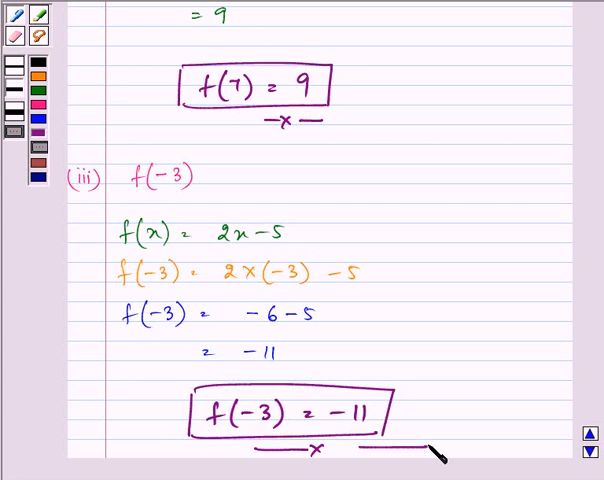 = 9
f(7) = 9
—x—
(iii) f(-3)
f(x) = 2x-5
f(-3) = 2×(-3) -5
f(-3) = -6-5
= -11
f(-3) = -11
—x—